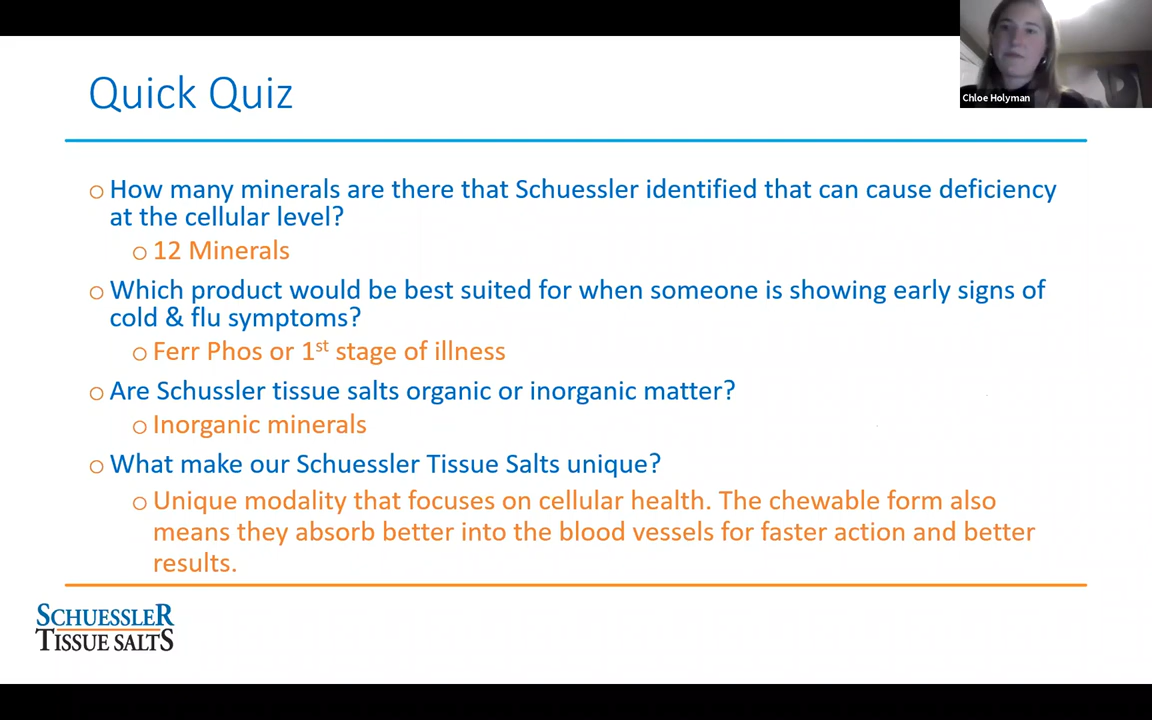 Chloe Holyman
Quick Quiz
○ How many minerals are there that Schuessler identified that can cause deficiency
at the cellular level?
○ 12 Minerals
○ Which product would be best suited for when someone is showing early signs of
cold & flu symptoms?
○ Ferr Phos or 1st stage of illness
○ Are Schussler tissue salts organic or inorganic matter?
○ Inorganic minerals
○ What make our Schuessler Tissue Salts unique?
○ Unique modality that focuses on cellular health. The chewable form also
means they absorb better into the blood vessels for faster action and better
results.
SCHUESSLER
TISSUE SALTS